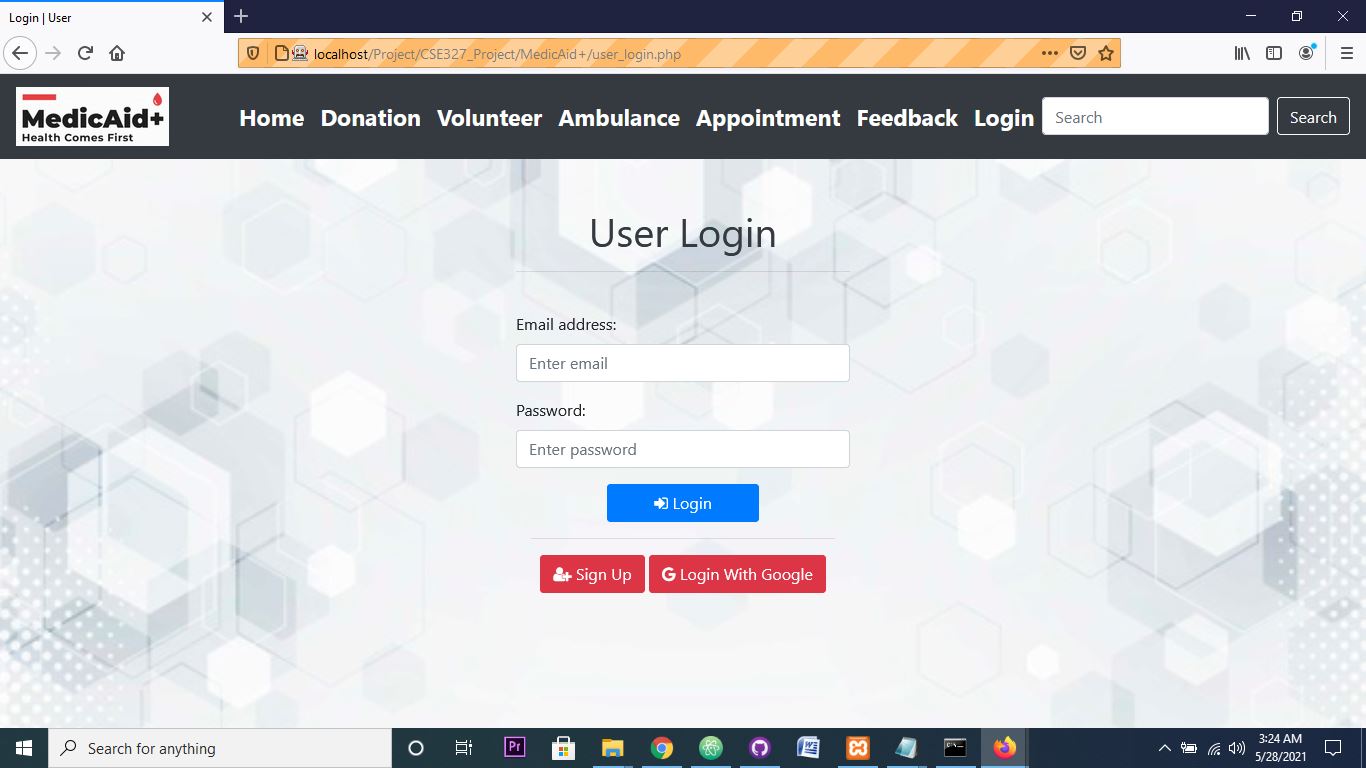 Login | User
localhost/Project/CSE327_Project/MedicAid+/user_login.php
MedicAid+
Health Comes First
Home Donation Volunteer Ambulance Appointment Feedback Login Search Search
User Login
Email address:
Enter email
Password:
Enter password
Login
Sign Up Login With Google
Search for anything
Pr
3:24 AM
5/28/2021